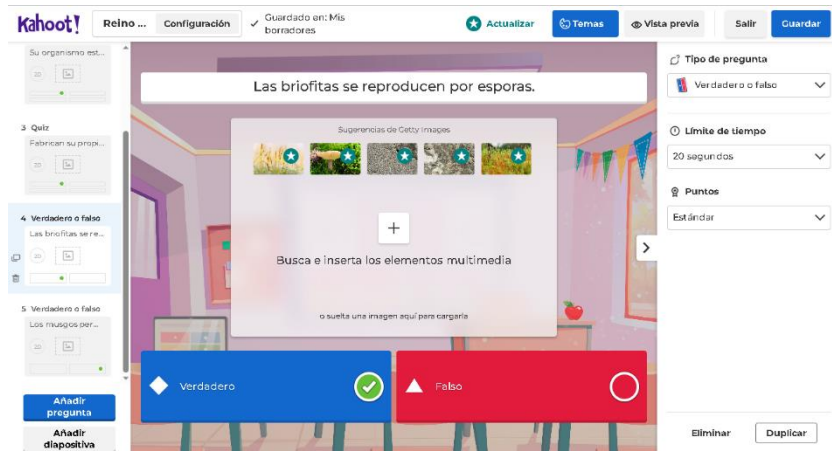 Kahoot!
Reino ...
Configuración
Guardado en: Mis
borradores
Actualizar
Temas
Vista previa
Salir
Guardar
Su organismo est...
20
3 Quiz
Fabrican su propi...
20
4 Verdadero o falso
Las briofitas se re...
20
5 Verdadero o falso
Los musgos per...
20
Añadir
pregunta
Añadir
diapositiva
Las briofitas se reproducen por esporas.
Sugerencias de Getty Images
+
Busca e inserta los elementos multimedia
o suelta una imagen aquí para cargarla
Verdadero
Falso
Tipo de pregunta
Verdadero o falso
Límite de tiempo
20 segundos
Puntos
Estándar
Eliminar
Duplicar